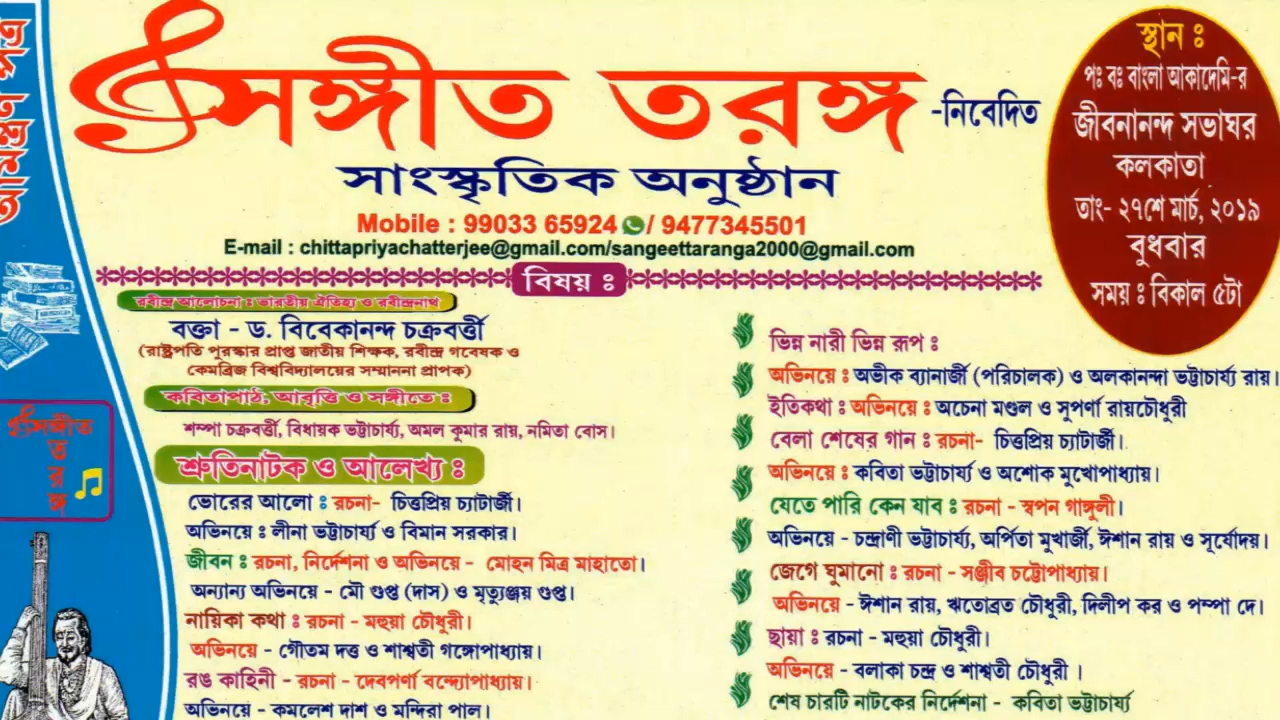 আমন্ত্রণ পত্র
সঙ্গীত তরঙ্গ -নিবেদিত
সাংস্কৃতিক অনুষ্ঠান
Mobile : 99033 65924 / 9477345501
E-mail : chittapriyachatterjee@gmail.com/sangeettaranga2000@gmail.com
স্থান ঃ
পঃ বঃ বাংলা আকাদেমি-র
জীবনানন্দ সভাঘর
কলকাতা
তাং- ২৭শে মার্চ, ২০১৯
বুধবার
সময় ঃ বিকাল ৫টা
বিষয় ঃ
রবীন্দ্র আলোচনা ঃ ভারতীয় ঐতিহ্য ও রবীন্দ্রনাথ
বক্তা - ড. বিবেকানন্দ চক্রবর্ত্তী
(রাষ্ট্রপতি পুরস্কার প্রাপ্ত জাতীয় শিক্ষক, রবীন্দ্র গবেষক ও
কেমব্রিজ বিশ্ববিদ্যালয়ের সম্মাননা প্রাপক)
কবিতাপাঠ, আবৃত্তি ও সঙ্গীতে ঃ
শম্পা চক্রবর্ত্তী, বিধায়ক ভট্টাচার্য্য, অমল কুমার রায়, নমিতা বোস।
শ্রুতিনাটক ও আলেখ্য ঃ
ভোরের আলো ঃ রচনা- চিত্তপ্রিয় চ্যাটার্জী।
অভিনয়ে ঃ লীনা ভট্টাচার্য্য ও বিমান সরকার।
জীবন ঃ রচনা, নির্দেশনা ও অভিনয়ে - মোহন মিত্র মাহাতো।
অন্যান্য অভিনয়ে - মৌ গুপ্ত (দাস) ও মৃত্যুঞ্জয় গুপ্ত।
নায়িকা কথা ঃ রচনা - মহুয়া চৌধুরী।
অভিনয়ে - গৌতম দত্ত ও শাশ্বতী গঙ্গোপাধ্যায়।
রঙ কাহিনী - রচনা - দেবপর্ণা বন্দ্যোপাধ্যায়।
অভিনয়ে - কমলেশ দাশ ও মন্দিরা পাল।
ভিন্ন নারী ভিন্ন রূপ ঃ
অভিনয়ে ঃ অভীক ব্যানার্জী (পরিচালক) ও অলকানন্দা ভট্টাচার্য্য রায়।
ইতিকথা ঃ অভিনয়ে ঃ অচেনা মণ্ডল ও সুপর্ণা রায়চৌধুরী
বেলা শেষের গান ঃ রচনা- চিত্তপ্রিয় চ্যাটার্জী।
অভিনয়ে ঃ কবিতা ভট্টাচার্য্য ও অশোক মুখোপাধ্যায়।
যেতে পারি কেন যাব ঃ রচনা - স্বপন গাঙ্গুলী।
অভিনয়ে - চন্দ্রাণী ভট্টাচার্য্য, অর্পিতা মুখার্জী, ঈশান রায় ও সূর্যোদয়।
জেগে ঘুমানো ঃ রচনা - সঞ্জীব চট্টোপাধ্যায়।
অভিনয়ে - ঈশান রায়, ঋতোব্রত চৌধুরী, দিলীপ কর ও পম্পা দে।
ছায়া ঃ রচনা - মহুয়া চৌধুরী।
অভিনয়ে - বলাকা চন্দ্র ও শাশ্বতী চৌধুরী ।
শেষ চারটি নাটকের নির্দেশনা - কবিতা ভট্টাচার্য্য
সঙ্গীত
ত
র
ঙ্গ